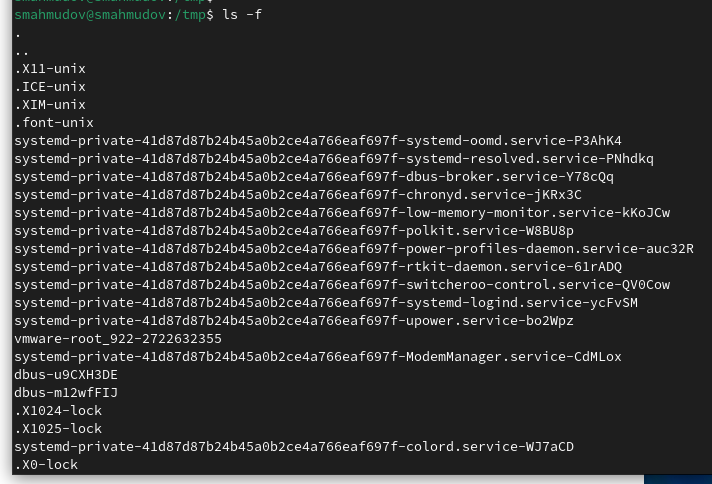 smahmudov@smahmudov:/tmp$ ls -f
.
..
.X11-unix
.ICE-unix
.XIM-unix
.font-unix
systemd-private-41d87d87b24b45a0b2ce4a766eaf697f-systemd-oomd.service-P3AhK4
systemd-private-41d87d87b24b45a0b2ce4a766eaf697f-systemd-resolved.service-PNhdkq
systemd-private-41d87d87b24b45a0b2ce4a766eaf697f-dbus-broker.service-Y78cQq
systemd-private-41d87d87b24b45a0b2ce4a766eaf697f-chronyd.service-jKRx3C
systemd-private-41d87d87b24b45a0b2ce4a766eaf697f-low-memory-monitor.service-kKoJCw
systemd-private-41d87d87b24b45a0b2ce4a766eaf697f-polkit.service-W8BU8p
systemd-private-41d87d87b24b45a0b2ce4a766eaf697f-power-profiles-daemon.service-auc32R
systemd-private-41d87d87b24b45a0b2ce4a766eaf697f-rtkit-daemon.service-61rADQ
systemd-private-41d87d87b24b45a0b2ce4a766eaf697f-switcheroo-control.service-QV0Cow
systemd-private-41d87d87b24b45a0b2ce4a766eaf697f-systemd-logind.service-ycFvSM
systemd-private-41d87d87b24b45a0b2ce4a766eaf697f-upower.service-bo2Wpz
vmware-root_922-2722632355
systemd-private-41d87d87b24b45a0b2ce4a766eaf697f-ModemManager.service-CdMLox
dbus-u9CXH3DE
dbus-m12wfFIJ
.X1024-lock
.X1025-lock
systemd-private-41d87d87b24b45a0b2ce4a766eaf697f-colord.service-WJ7aCD
.X0-lock